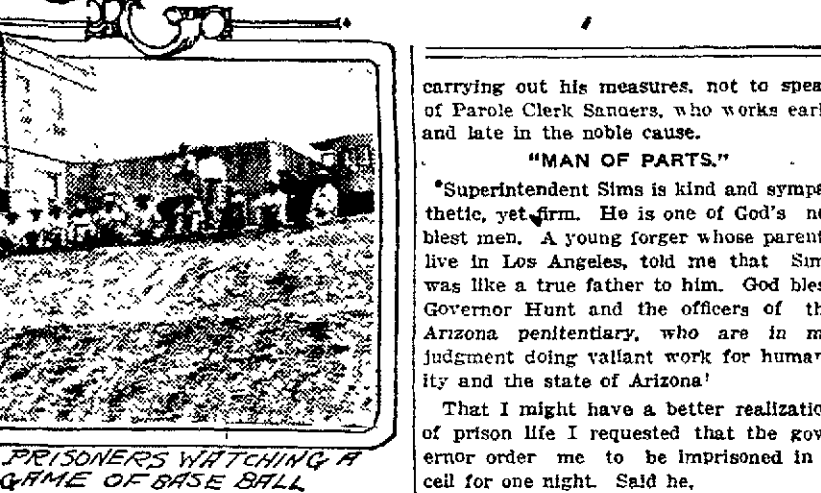 PRISONERS WATCHING A
GAME OF BASE BALL
carrying out his measures, not to spea
of Parole Clerk Sanders, who works earl
and late in the noble cause.
"MAN OF PARTS."
"Superintendent Sims is kind and sympa
thetic, yet firm. He is one of God's no
blest men. A young forger whose parent
live in Los Angeles, told me that Sim
was like a true father to him. God bles
Governor Hunt and the officers of th
Arizona penitentiary, who are in m
judgment doing valiant work for human
ity and the state of Arizona!
That I might have a better realizatio
of prison life I requested that the gov
ernor order me to be imprisoned in
cell for one night. Said he,